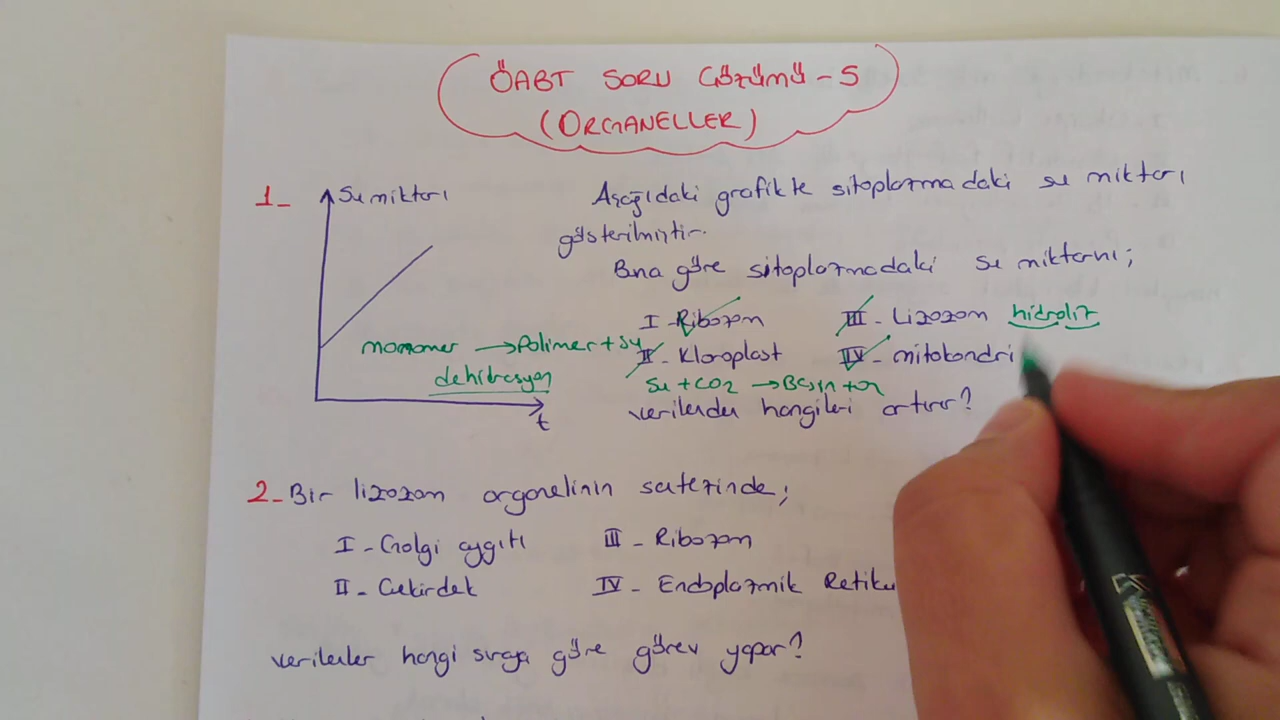 ÖABT SORU ÇÖZÜMÜ - 5
(ORGANELLER)
1- Su miktarı
Aşağıdaki grafikte sitoplazmadaki su miktarı
gösterilmiştir.
Buna göre sitoplazmadaki su miktarını;
I - Ribozom
III - Lizozom hidroliz
monomer → Polimer + Su
II - Kloroplast
IV - mitokondri
dehidrasyon
Su + CO2 → Besin + O2
verilenden hangileri artırır?
t
2- Bir lizozom organelinin sentezinde;
I - Golgi aygıtı
III - Ribozom
II - Çekirdek
IV - Endoplazmik Retiku
verilenler hangi sıraya göre görev yapar?